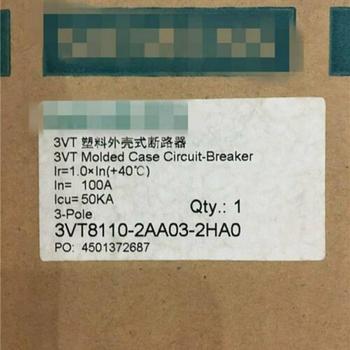 3VT 塑料外壳式断路器
3VT Molded Case Circuit-Breaker
Ir=1.0×In(+40℃)
In= 100A
Icu=50KA
3-Pole
Qty.: 1
3VT8110-2AA03-2HA0
PO: 4501372687